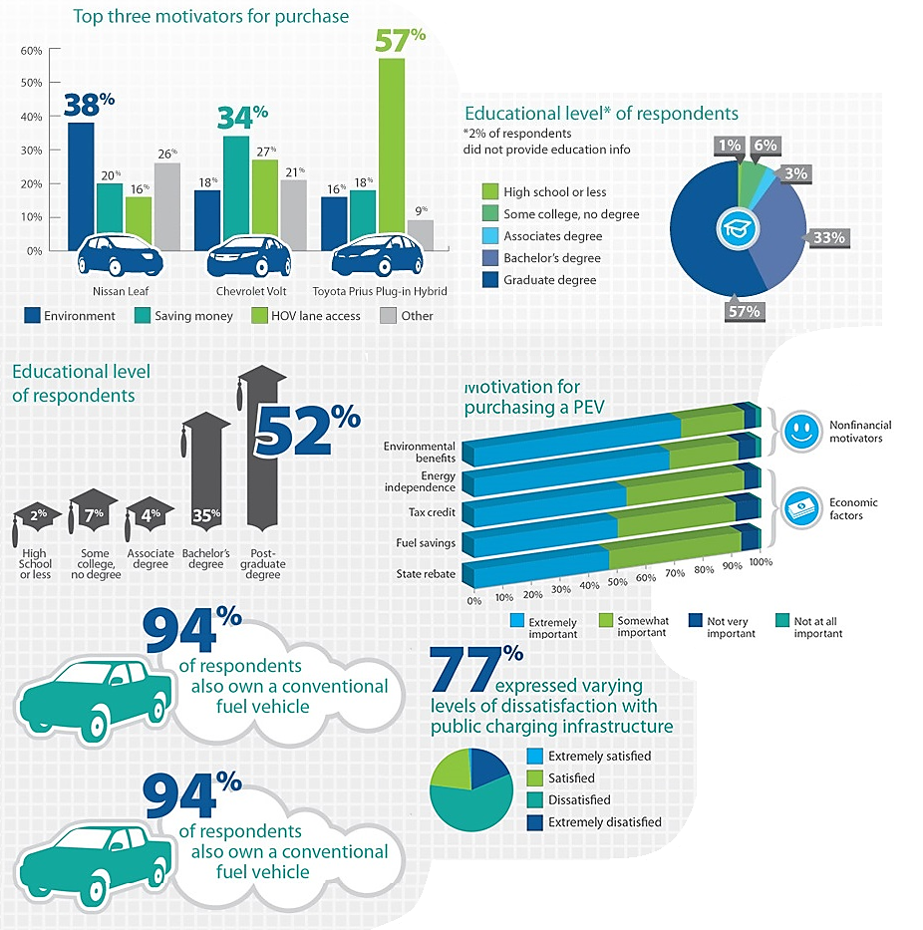 Top three motivators for purchase
60%
50%
40%
30%
20%
10%
0%
38%
20%
16%
26%
18%
34%
27%
21%
16%
18%
57%
9%
Nissan Leaf
Chevrolet Volt
Toyota Prius Plug-in Hybrid
Environment
Saving money
HOV lane access
Other
Educational level* of respondents
*2% of respondents
did not provide education info
High school or less
Some college, no degree
Associates degree
Bachelor's degree
Graduate degree
1%
6%
3%
33%
57%
Educational level
of respondents
2%
7%
4%
35%
52%
High
School
or less
Some
college,
no degree
Associate
degree
Bachelor's
degree
Post-
graduate
degree
Motivation for
purchasing a PEV
Environmental
benefits
Energy
independence
Tax credit
Fuel savings
State rebate
0%
10%
20%
30%
40%
50%
60%
70%
80%
90%
100%
Nonfinancial
motivators
Economic
factors
Extremely
important
Somewhat
important
Not very
important
Not at all
important
94%
of respondents
also own a conventional
fuel vehicle
77%
expressed varying
levels of dissatisfaction with
public charging infrastructure
Extremely satisfied
Satisfied
Dissatisfied
Extremely disatisfied
94%
of respondents
also own a conventional
fuel vehicle